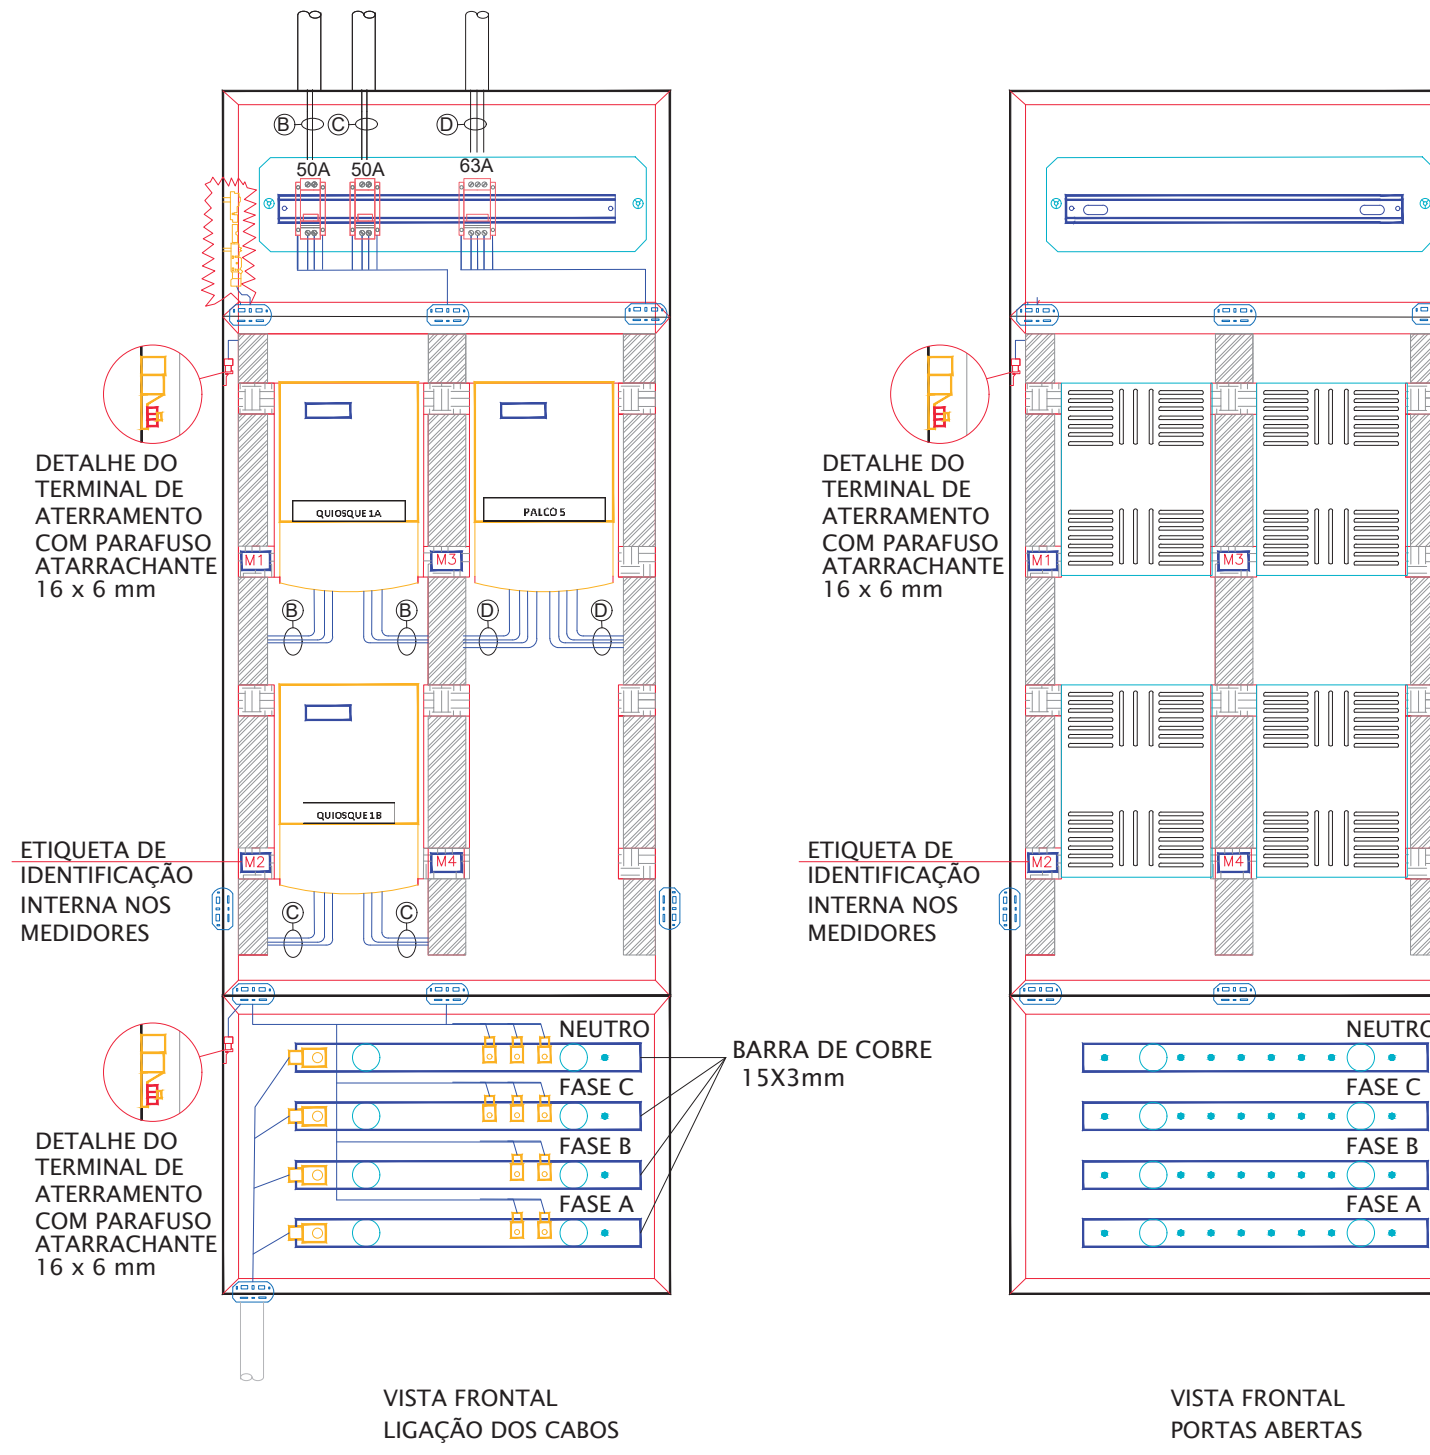 B
C
D
50A
50A
63A
DETALHE DO
TERMINAL DE
ATERRAMENTO
COM PARAFUSO
ATARRACHANTE
16 x 6 mm
QUIOSQUE 1A
PALCO 5
M1
M3
B
B
D
D
QUIOSQUE 1B
ETIQUETA DE
IDENTIFICAÇÃO
INTERNA NOS
MEDIDORES
M2
M4
C
C
NEUTRO
FASE C
FASE B
FASE A
BARRA DE COBRE
15X3mm
DETALHE DO
TERMINAL DE
ATERRAMENTO
COM PARAFUSO
ATARRACHANTE
16 x 6 mm
VISTA FRONTAL
LIGAÇÃO DOS CABOS
DETALHE DO
TERMINAL DE
ATERRAMENTO
COM PARAFUSO
ATARRACHANTE
16 x 6 mm
M1
M3
ETIQUETA DE
IDENTIFICAÇÃO
INTERNA NOS
MEDIDORES
M2
M4
NEUTRO
FASE C
FASE B
FASE A
VISTA FRONTAL
PORTAS ABERTAS